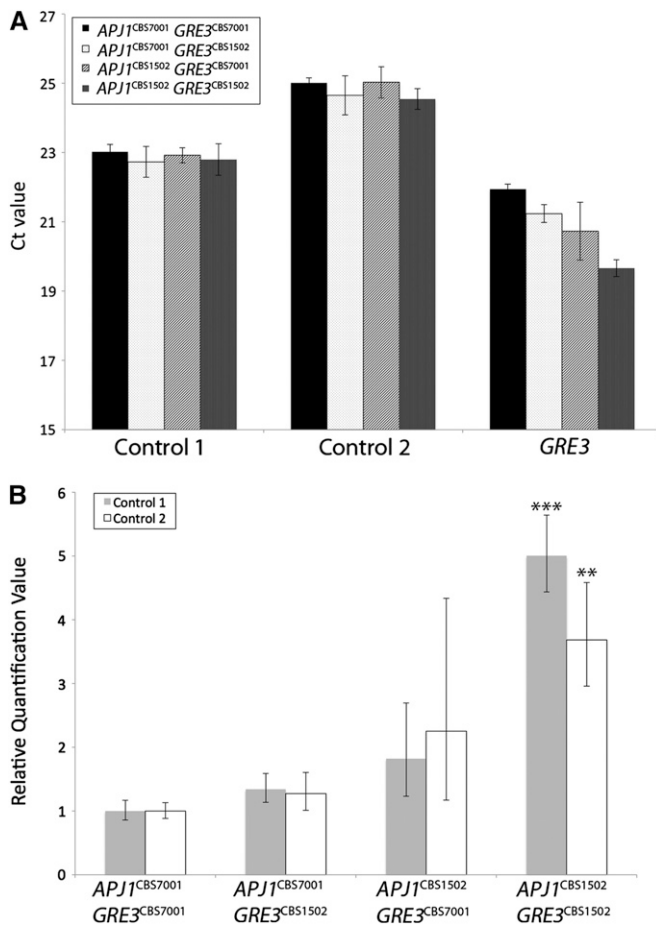 A
27
25
23
21
19
17
15
Ct value
APJ1CBS7001 GRE3CBS7001
APJ1CBS7001 GRE3CBS1502
APJ1CBS1502 GRE3CBS7001
APJ1CBS1502 GRE3CBS1502
Control 1
Control 2
GRE3
B
6
5
4
3
2
1
0
Relative Quantification Value
Control 1
Control 2
***
**
APJ1CBS7001
GRE3CBS7001
APJ1CBS7001
GRE3CBS1502
APJ1CBS1502
GRE3CBS7001
APJ1CBS1502
GRE3CBS1502